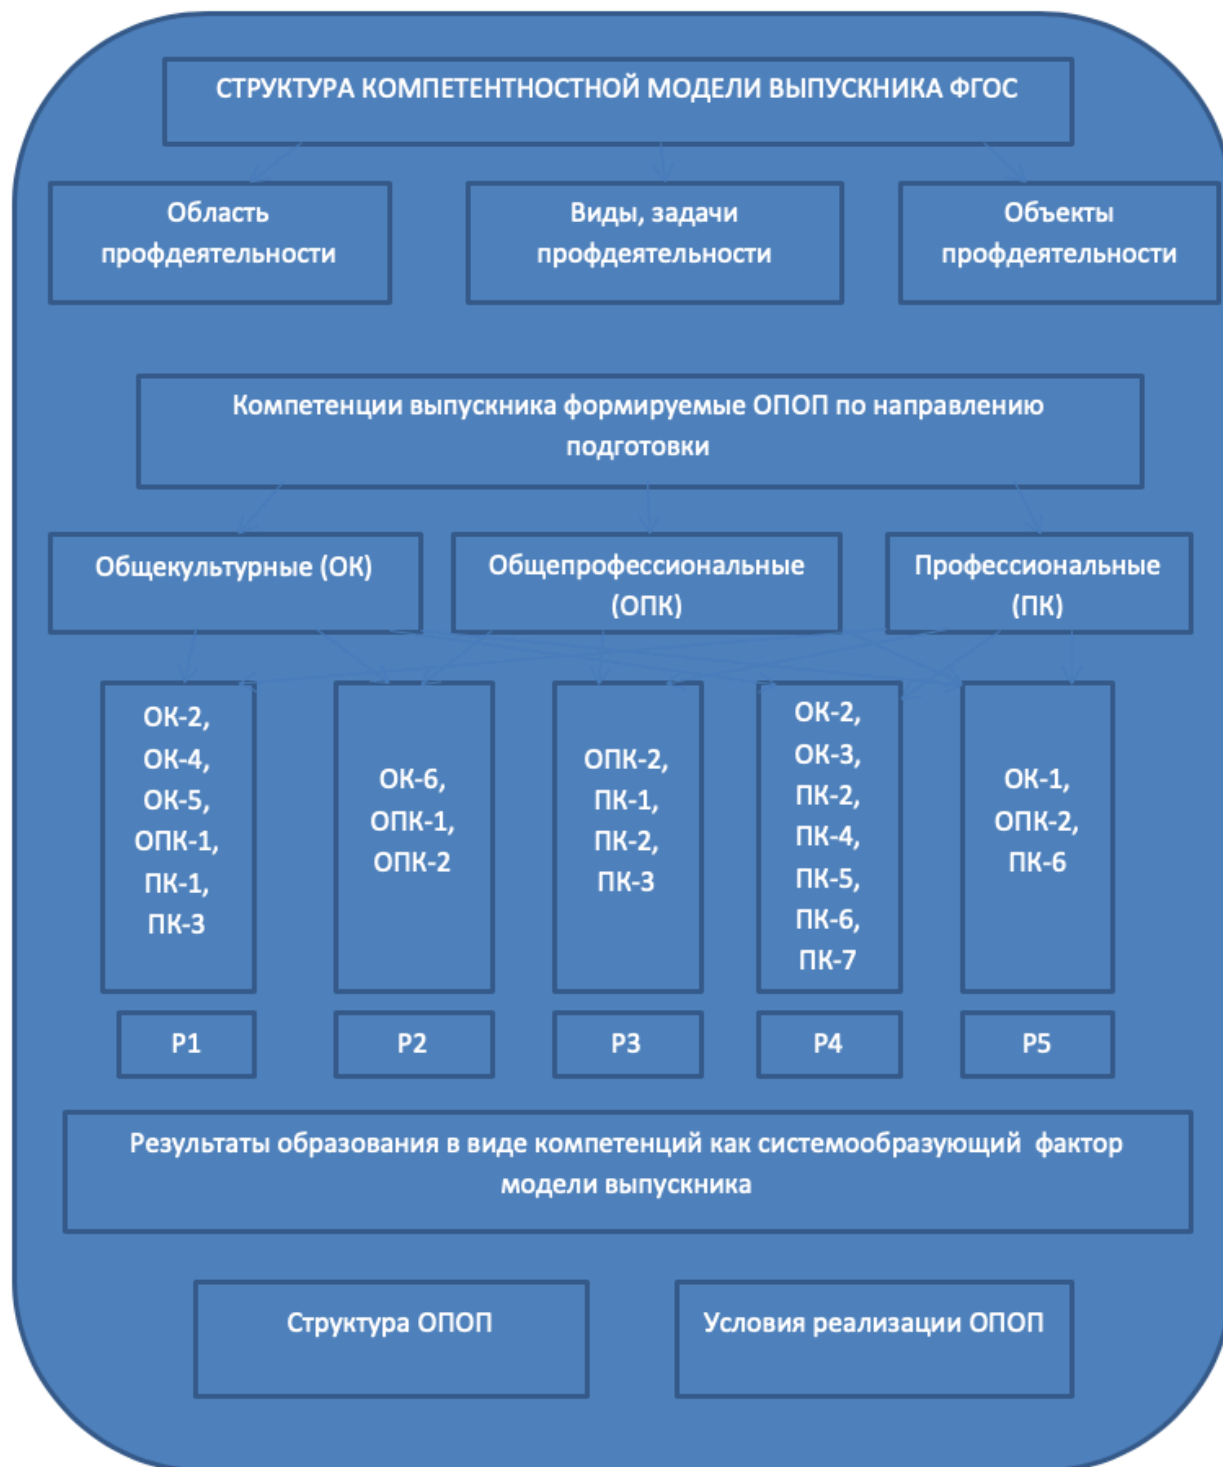 СТРУКТУРА КОМПЕТЕНТНОСТНОЙ МОДЕЛИ ВЫПУСКНИКА ФГОС
Область
профдеятельности
Виды, задачи
профдеятельности
Объекты
профдеятельности
Компетенции выпускника формируемые ОПОП по направлению
подготовки
Общекультурные (ОК)
Общепрофессиональные
(ОПК)
Профессиональные
(ПК)
ОК-2,
ОК-4,
ОК-5,
ОПК-1,
ПК-1,
ПК-3
ОК-6,
ОПК-1,
ОПК-2
ОПК-2,
ПК-1,
ПК-2,
ПК-3
ОК-2,
ОК-3,
ПК-2,
ПК-4,
ПК-5,
ПК-6,
ПК-7
ОК-1,
ОПК-2,
ПК-6
Р1
Р2
Р3
Р4
Р5
Результаты образования в виде компетенций как системообразующий фактор
модели выпускника
Структура ОПОП
Условия реализации ОПОП